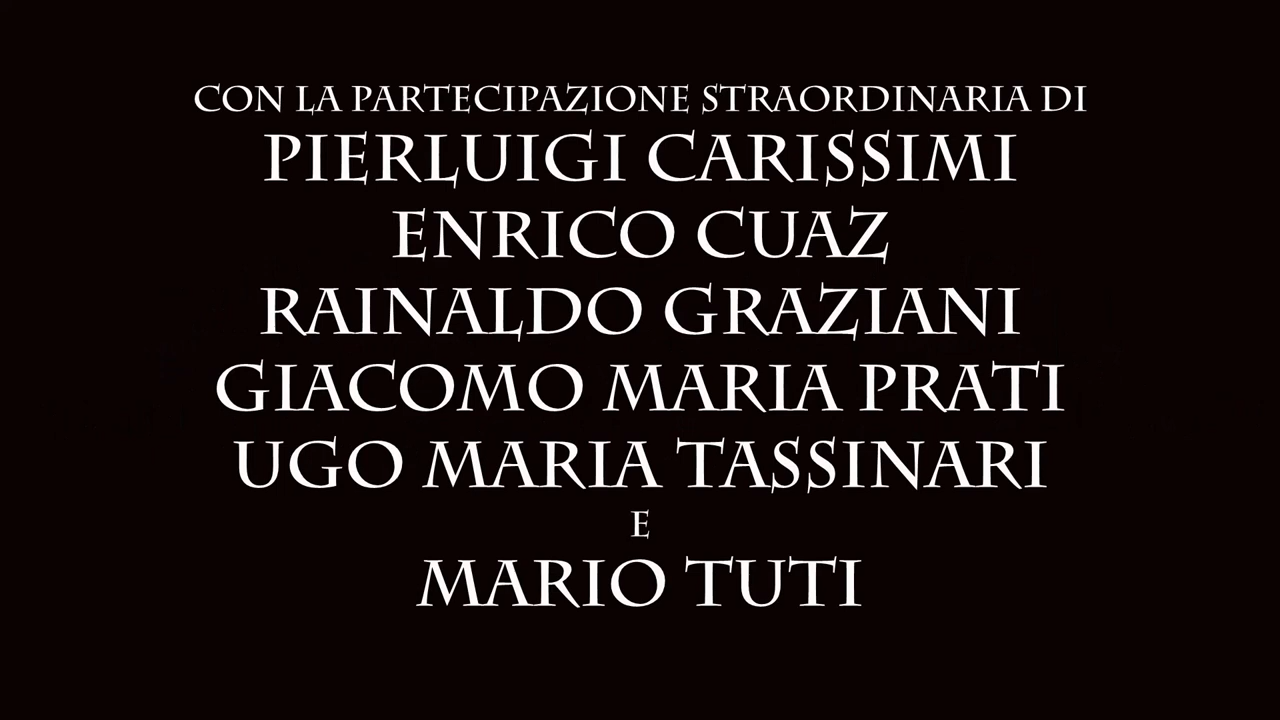 CON LA PARTECIPAZIONE STRAORDINARIA DI
PIERLUIGI CARISSIMI
ENRICO CUAZ
RAINALDO GRAZIANI
GIACOMO MARIA PRATI
UGO MARIA TASSINARI
E
MARIO TUTI